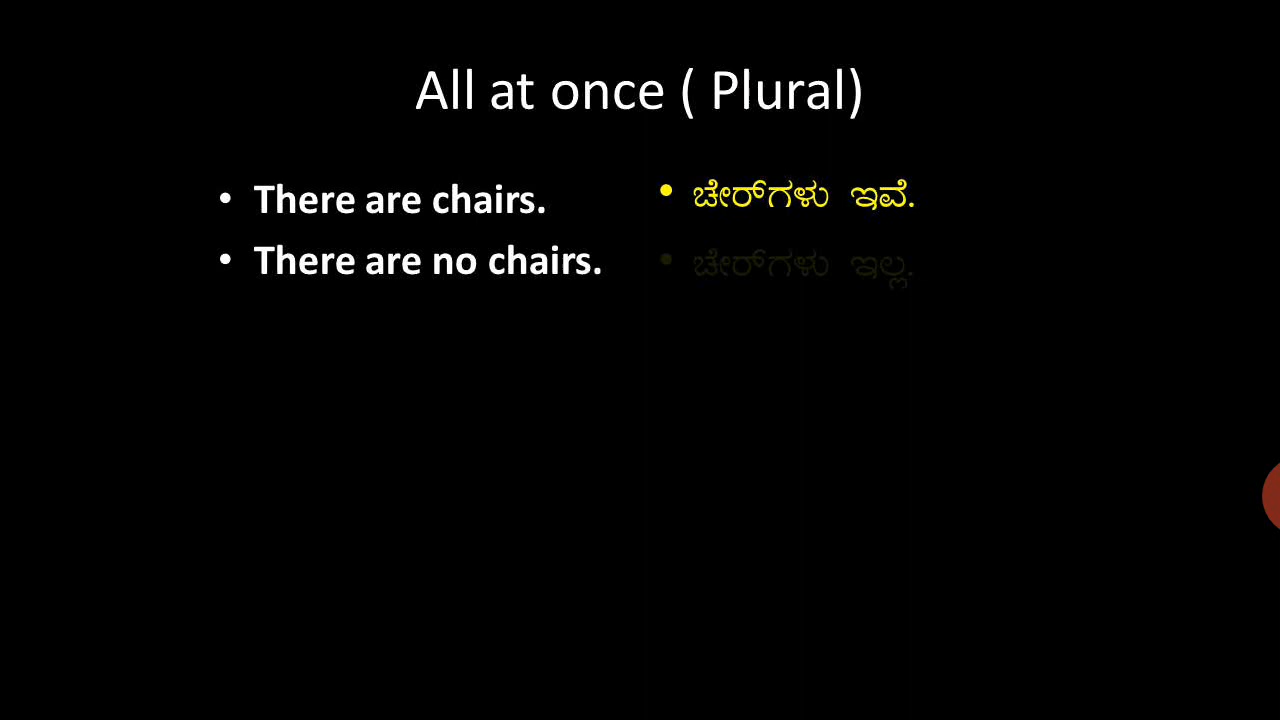 All at once ( Plural)
• There are chairs.
• ಚೇರ್‌ಗಳು ಇವೆ.
• There are no chairs.
• ಚೇರ್‌ಗಳು ಇಲ್ಲ.